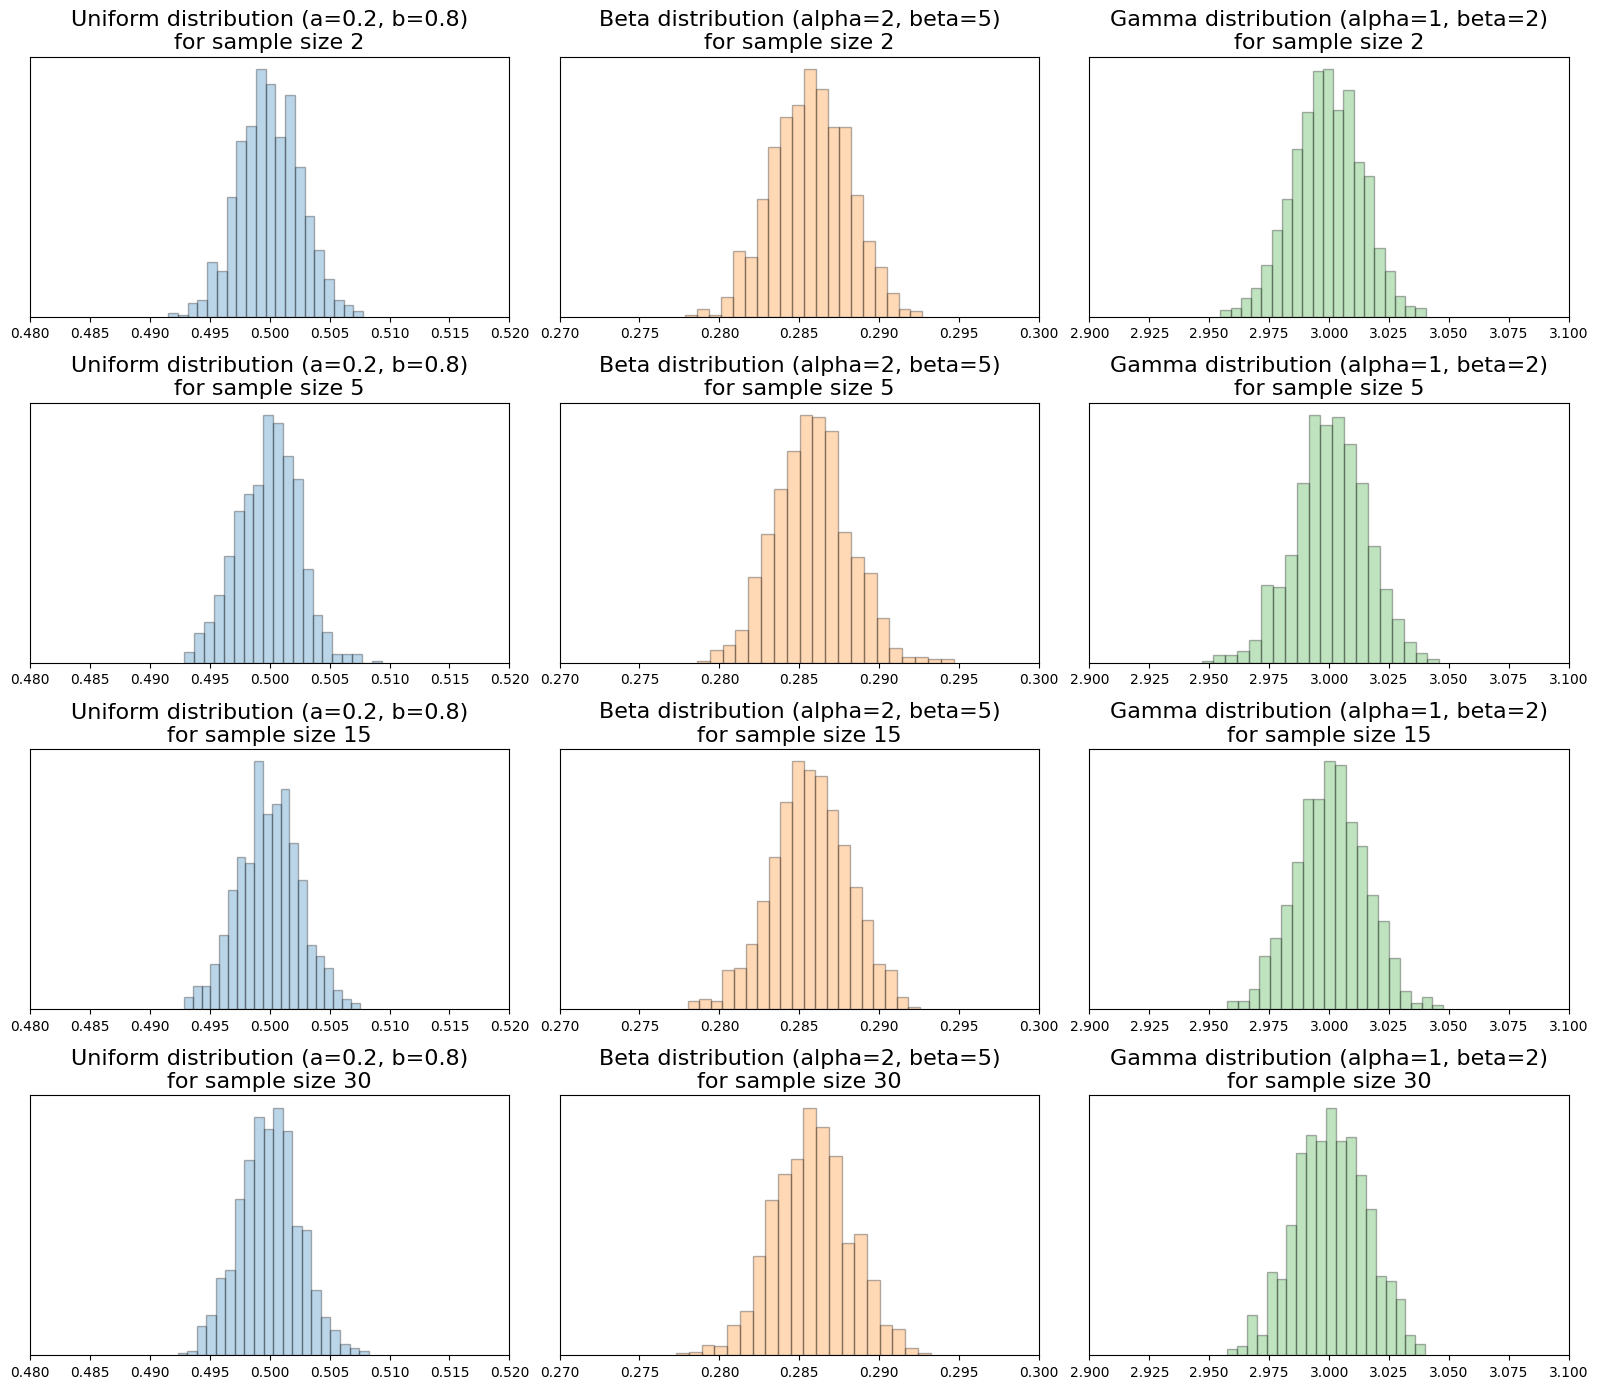 Uniform distribution (a=0.2, b=0.8)
for sample size 2
0.480 0.485 0.490 0.495 0.500 0.505 0.510 0.515 0.520
Beta distribution (alpha=2, beta=5)
for sample size 2
0.270 0.275 0.280 0.285 0.290 0.295 0.300
Gamma distribution (alpha=1, beta=2)
for sample size 2
2.900 2.925 2.950 2.975 3.000 3.025 3.050 3.075 3.100
Uniform distribution (a=0.2, b=0.8)
for sample size 5
0.480 0.485 0.490 0.495 0.500 0.505 0.510 0.515 0.520
Beta distribution (alpha=2, beta=5)
for sample size 5
0.270 0.275 0.280 0.285 0.290 0.295 0.300
Gamma distribution (alpha=1, beta=2)
for sample size 5
2.900 2.925 2.950 2.975 3.000 3.025 3.050 3.075 3.100
Uniform distribution (a=0.2, b=0.8)
for sample size 15
0.480 0.485 0.490 0.495 0.500 0.505 0.510 0.515 0.520
Beta distribution (alpha=2, beta=5)
for sample size 15
0.270 0.275 0.280 0.285 0.290 0.295 0.300
Gamma distribution (alpha=1, beta=2)
for sample size 15
2.900 2.925 2.950 2.975 3.000 3.025 3.050 3.075 3.100
Uniform distribution (a=0.2, b=0.8)
for sample size 30
0.480 0.485 0.490 0.495 0.500 0.505 0.510 0.515 0.520
Beta distribution (alpha=2, beta=5)
for sample size 30
0.270 0.275 0.280 0.285 0.290 0.295 0.300
Gamma distribution (alpha=1, beta=2)
for sample size 30
2.900 2.925 2.950 2.975 3.000 3.025 3.050 3.075 3.100